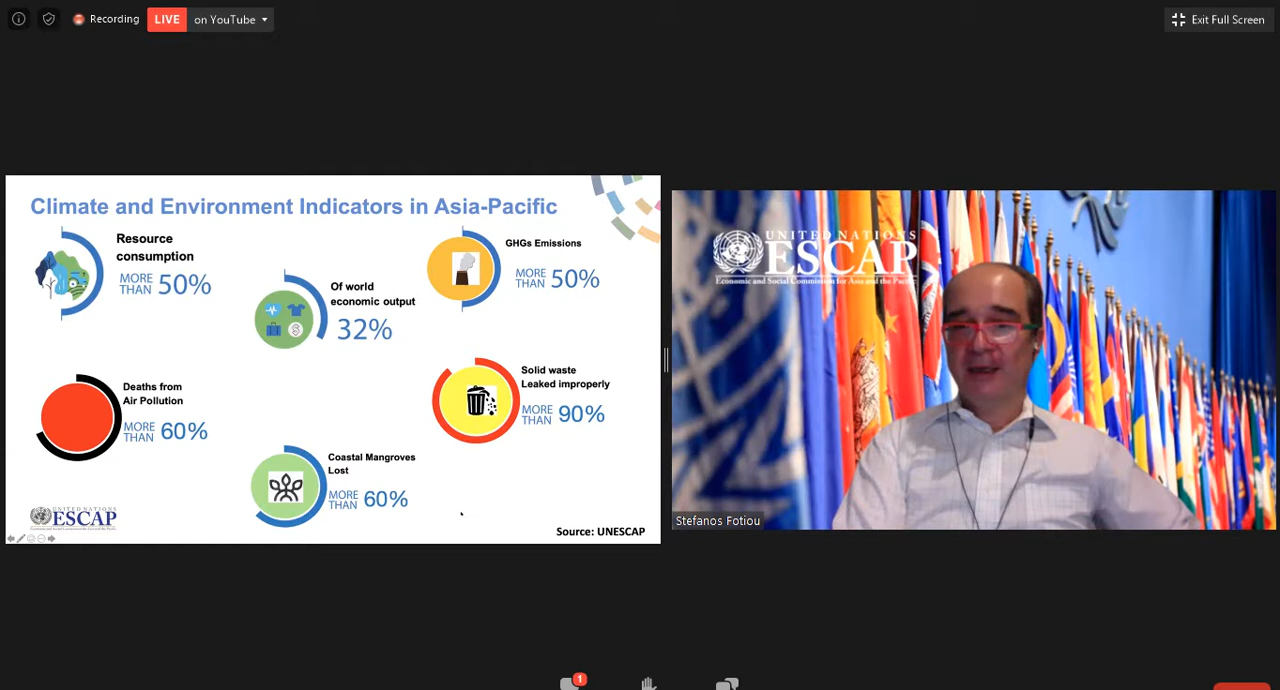 Recording
LIVE
on YouTube
Exit Full Screen
Climate and Environment Indicators in Asia-Pacific
Resource
consumption
MORE
THAN 50%
Of world
economic output
32%
GHGs Emissions
MORE
THAN 50%
Deaths from
Air Pollution
MORE
THAN 60%
Coastal Mangroves
Lost
MORE
THAN 60%
Solid waste
Leaked improperly
MORE
THAN 90%
UNITED NATIONS
ESCAP
Source: UNESCAP
UNITED NATIONS
ESCAP
Economic and Social Commission for Asia and the Pacific
Stefanos Fotiou
1